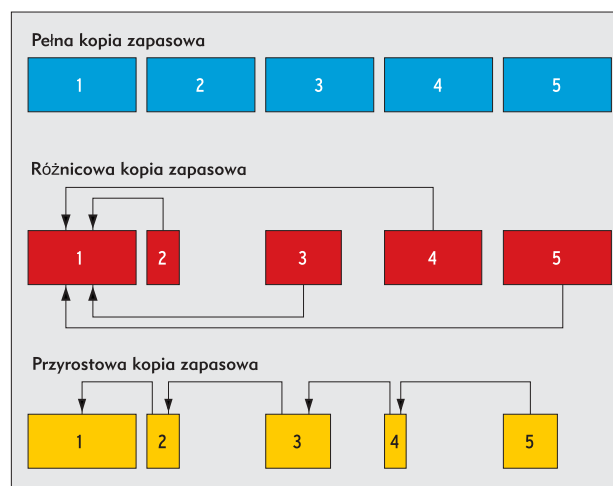 Pełna kopia zapasowa
1 2 3 4 5
Różnicowa kopia zapasowa
1 2 3 4 5
Przyrostowa kopia zapasowa
1 2 3 4 5